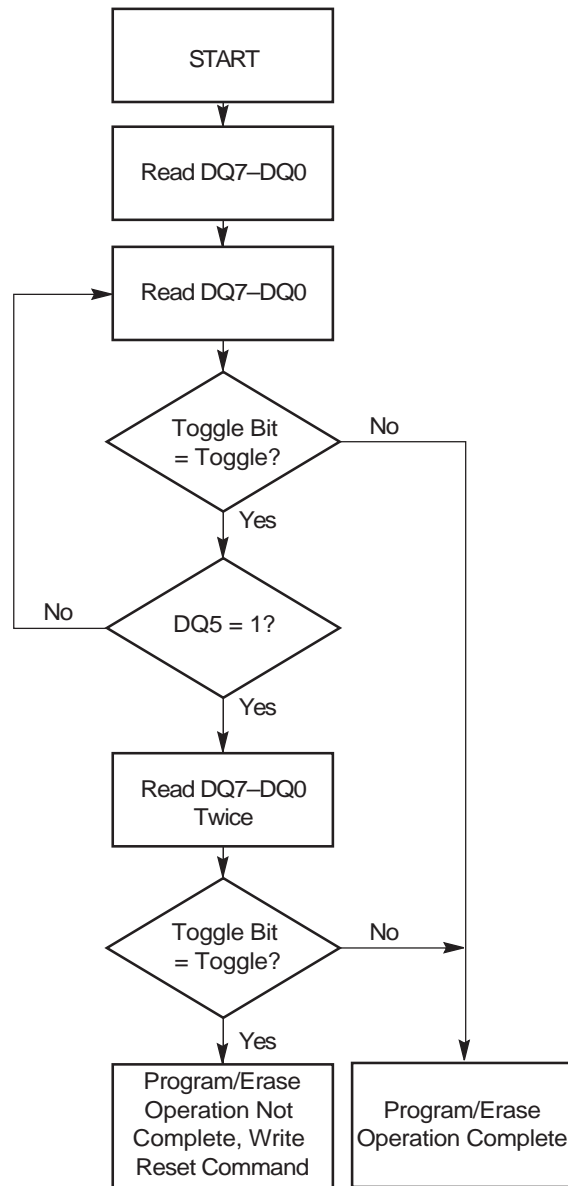 START
Read DQ7–DQ0
Read DQ7–DQ0
Toggle Bit
= Toggle?
No
Yes
No
DQ5 = 1?
Yes
Read DQ7–DQ0
Twice
Toggle Bit
= Toggle?
No
Yes
Program/Erase
Operation Not
Complete, Write
Reset Command
Program/Erase
Operation Complete